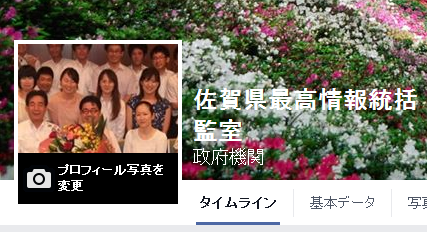 佐賀県最高情報統括
監室
政府機関
プロフィール写真を
変更
タイムライン
基本データ
写